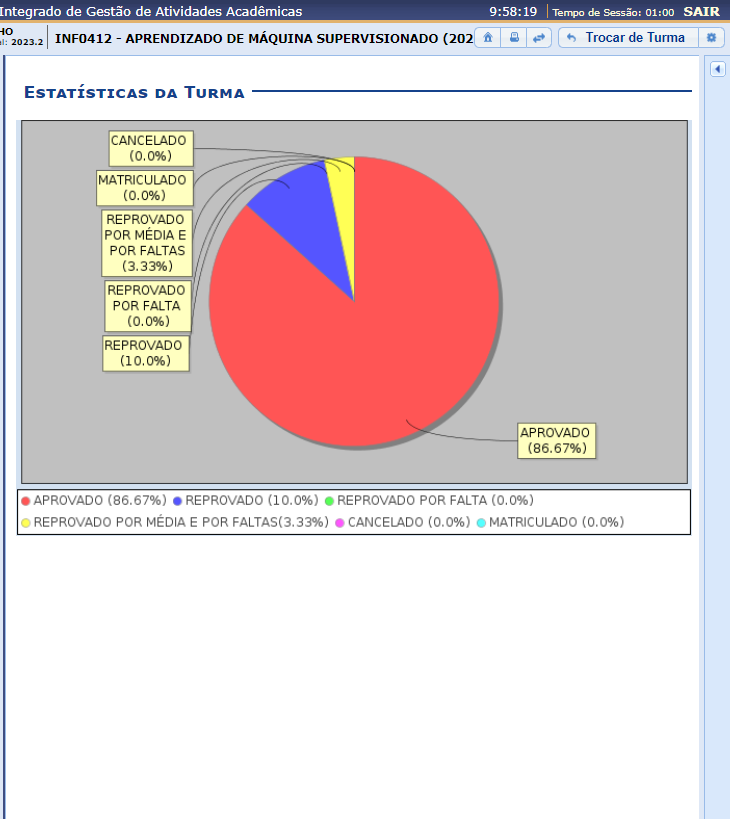 Integrado de Gestão de Atividades Acadêmicas 9:58:19 Tempo de Sessão: 01:00 SAIR
HO
el: 2023.2
INF0412 - APRENDIZADO DE MÁQUINA SUPERVISIONADO (202 Trocar de Turma
Estatísticas da Turma
CANCELADO
(0.0%)
MATRICULADO
(0.0%)
REPROVADO
POR MÉDIA E
POR FALTAS
(3.33%)
REPROVADO
POR FALTA
(0.0%)
REPROVADO
(10.0%)
APROVADO
(86.67%)
APROVADO (86.67%) REPROVADO (10.0%) REPROVADO POR FALTA (0.0%)
REPROVADO POR MÉDIA E POR FALTAS(3.33%) CANCELADO (0.0%) MATRICULADO (0.0%)